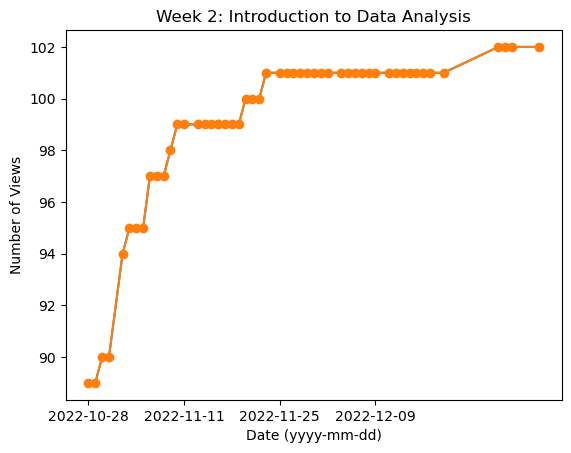 Week 2: Introduction to Data Analysis
102
100
98
96
94
92
90
Number of Views
2022-10-28 2022-11-11 2022-11-25 2022-12-09
Date (yyyy-mm-dd)